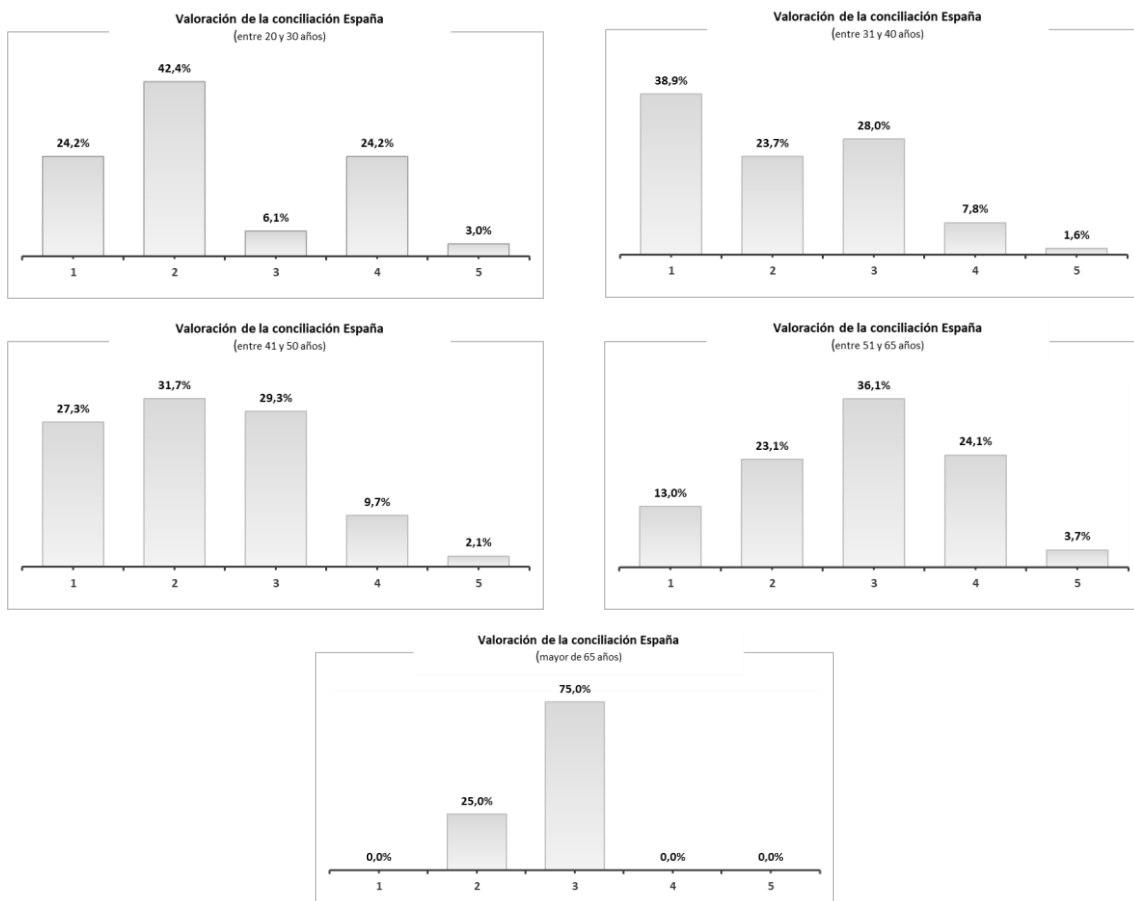 Valoración de la conciliación España
(entre 20 y 30 años)
42,4%
24,2%
24,2%
6,1%
3,0%
1 2 3 4 5
Valoración de la conciliación España
(entre 31 y 40 años)
38,9%
28,0%
23,7%
7,8%
1,6%
1 2 3 4 5
Valoración de la conciliación España
(entre 41 y 50 años)
31,7%
29,3%
27,3%
9,7%
2,1%
1 2 3 4 5
Valoración de la conciliación España
(entre 51 y 65 años)
36,1%
23,1%
24,1%
13,0%
3,7%
1 2 3 4 5
Valoración de la conciliación España
(mayor de 65 años)
75,0%
25,0%
0,0%
0,0%
0,0%
1 2 3 4 5